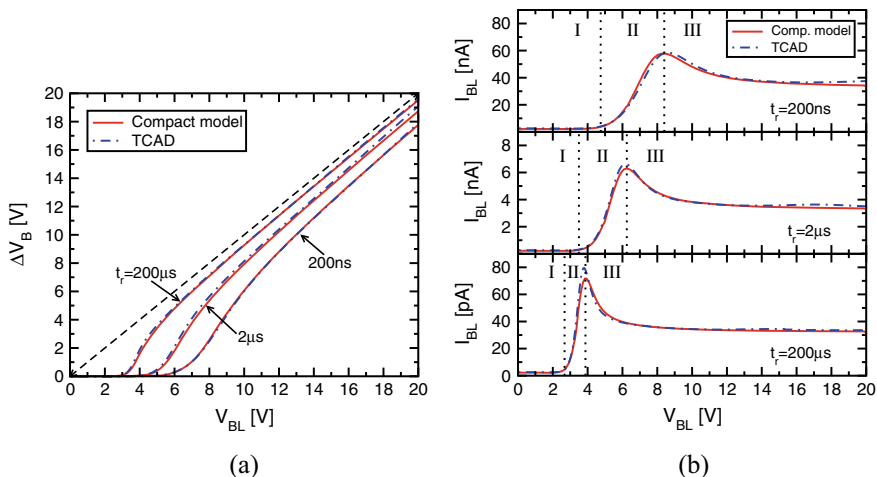 20
18
16
14
12
10
8
6
4
2
0
ΔV_B [V]
Compact model
TCAD
t_r=200μs
2μs
200ns
0 2 4 6 8 10 12 14 16 18 20
V_BL [V]
(a)
I II III
Comp. model
TCAD
80
60
40
20
I_BL [nA]
t_r=200ns
I II III
8
6
4
2
I_BL [nA]
t_r=2μs
I II III
80
60
40
20
0
I_BL [pA]
t_r=200μs
0 2 4 6 8 10 12 14 16 18 20
V_BL [V]
(b)